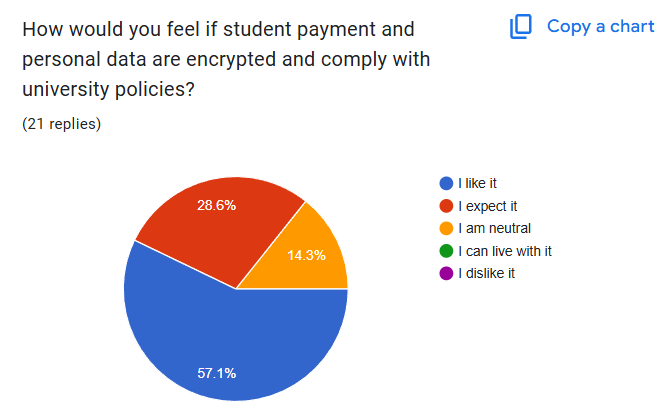 How would you feel if student payment and
personal data are encrypted and comply with
university policies?
Copy a chart
(21 replies)
28.6%
14.3%
57.1%
I like it
I expect it
I am neutral
I can live with it
I dislike it